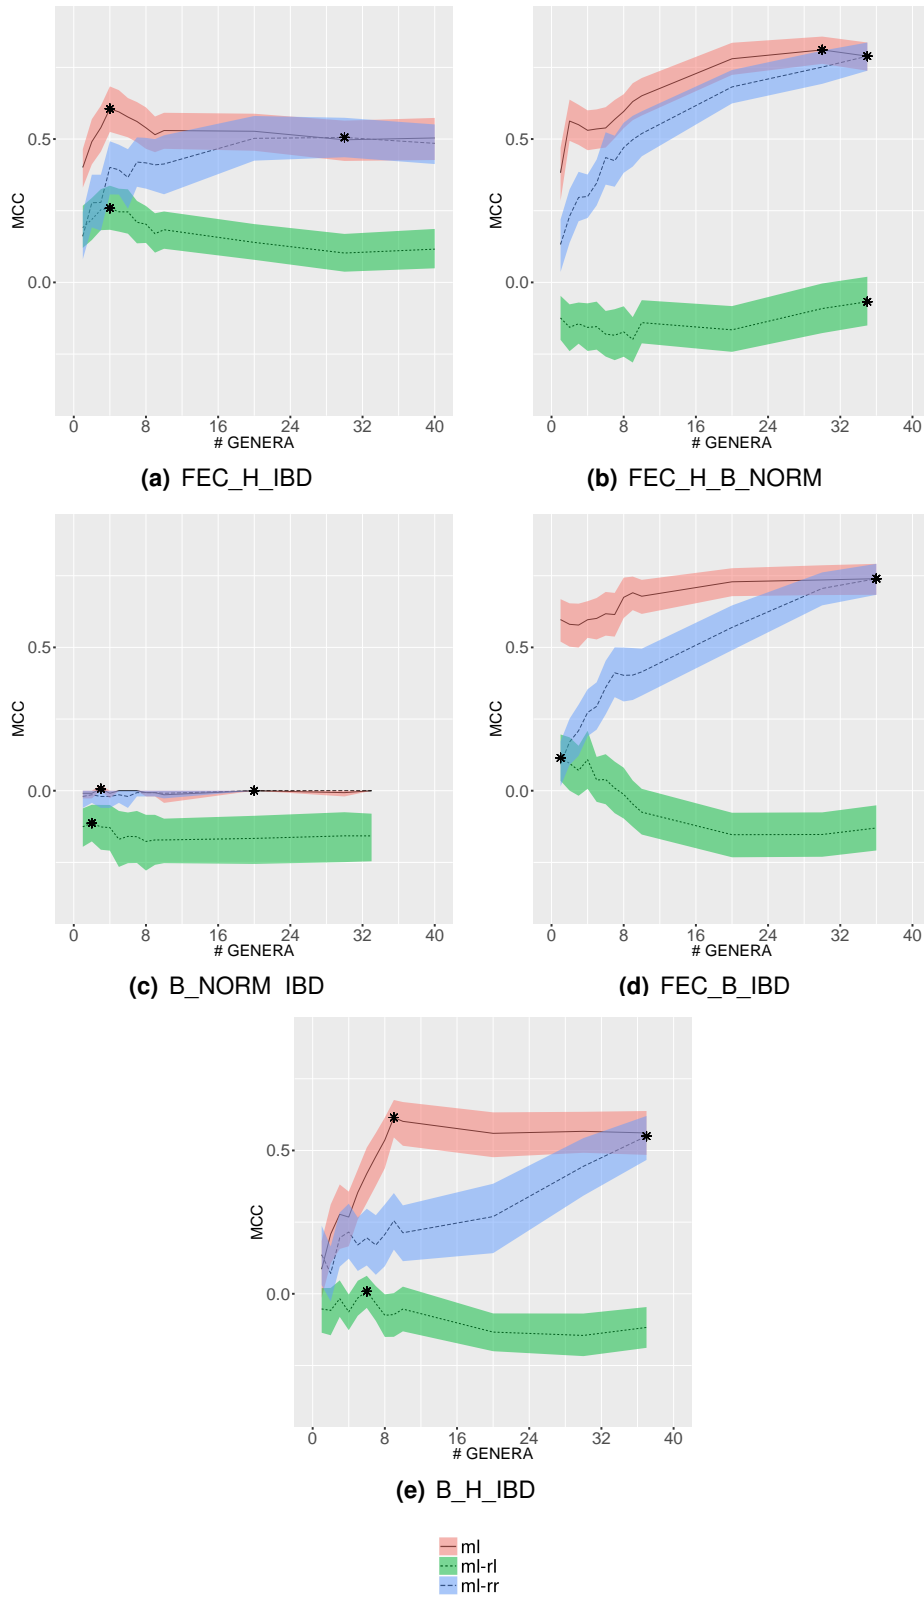 MCC
0.5
0.0
0 8 16 24 32 40
# GENERA
(a) FEC_H_IBD
MCC
0.5
0.0
0 8 16 24 32 40
# GENERA
(b) FEC_H_B_NORM
MCC
0.5
0.0
0 8 16 24 32 40
# GENERA
(c) B_NORM IBD
MCC
0.5
0.0
0 8 16 24 32 40
# GENERA
(d) FEC_B_IBD
MCC
0.5
0.0
0 8 16 24 32 40
# GENERA
(e) B_H_IBD
ml
ml-rl
ml-rr